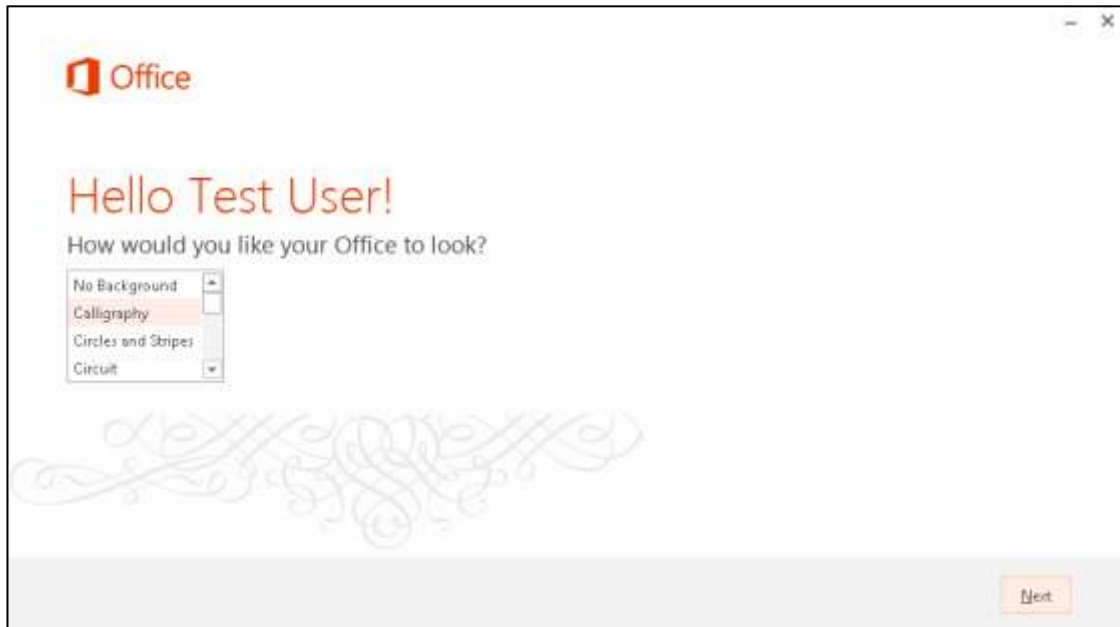 Office
Hello Test User!
How would you like your Office to look?
No Background
Calligraphy
Circles and Stripes
Circuit
Next